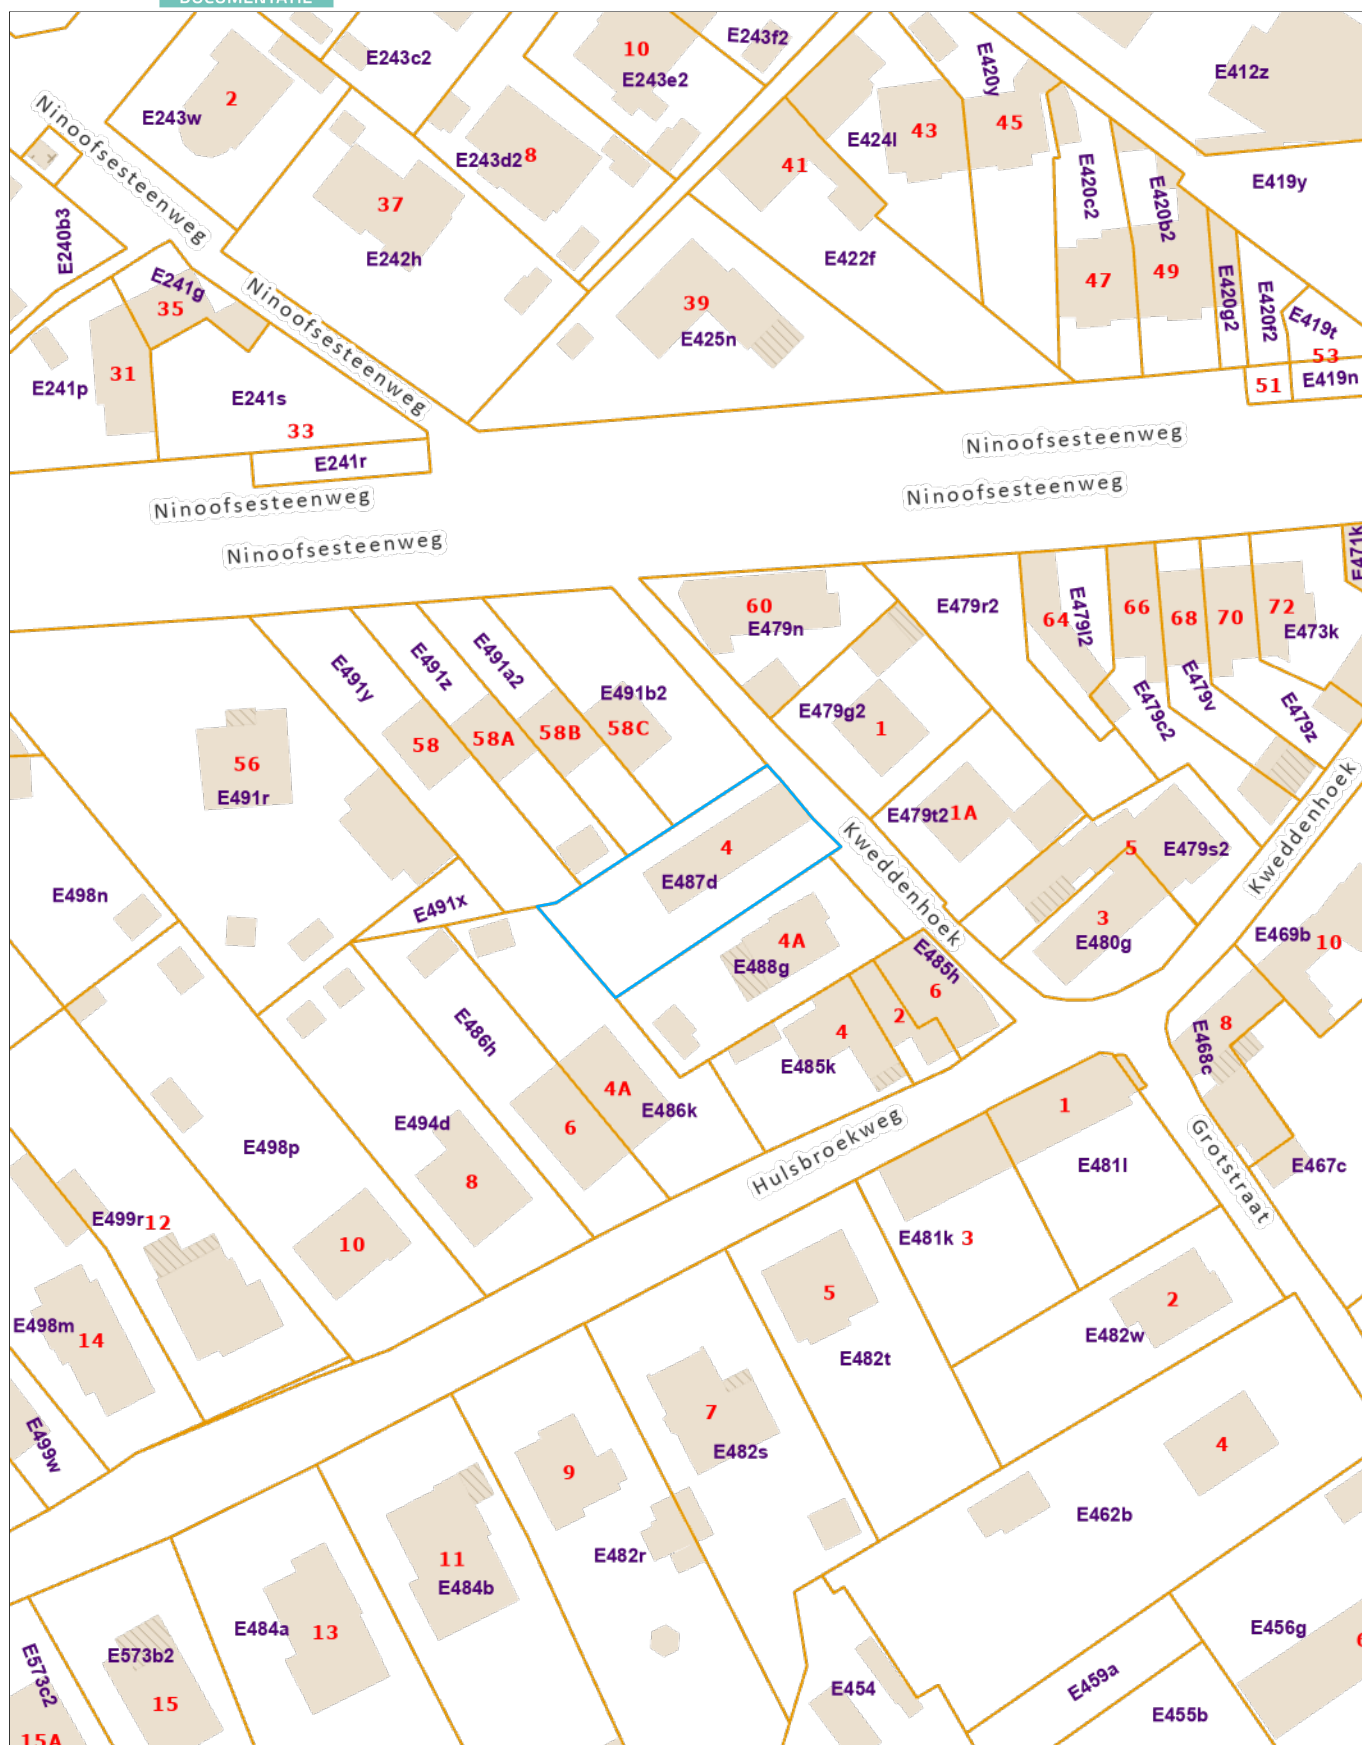 DOCUMENTATIE
E243c2
E243f2
10
E243e2
E420y
E412z
2
E243w
Ninoofsesteenweg
E243d2
8
E424l
43
45
41
E420c2
E420b2
E419y
37
E242h
E240b3
E422f
E241g
35
Ninoofsesteenweg
39
E425n
47
49
E420g2
E420f2
E419t
53
31
E241p
E241s
33
51
E419n
E241r
Ninoofsesteenweg
Ninoofsesteenweg
Ninoofsesteenweg
Ninoofsesteenweg
E471k
60
E479n
E479r2
64
E479l2
66
68
70
72
E473k
E491y
E491z
E491a2
E491b2
58
58A
58B
58C
E479g2
1
E479c2
E479v
E479z
56
E491r
E479t2
1A
Kweddenhoek
Kweddenhoek
4
E487d
5
E479s2
E498n
E491x
3
E480g
4A
E488g
E485h
6
E469b
10
E486h
4
2
E485k
8
E468c
E494d
4A
6
E486k
1
Hulsbroekweg
E498p
8
E481l
Grotstraat
E467c
E499r
12
10
E481k
3
5
2
E482w
E498m
14
E482t
7
E482s
4
E499w
9
E462b
11
E484b
E482r
E484a
13
E456g
6
E573b2
E573c2
15
E454
E459a
E455b
15A